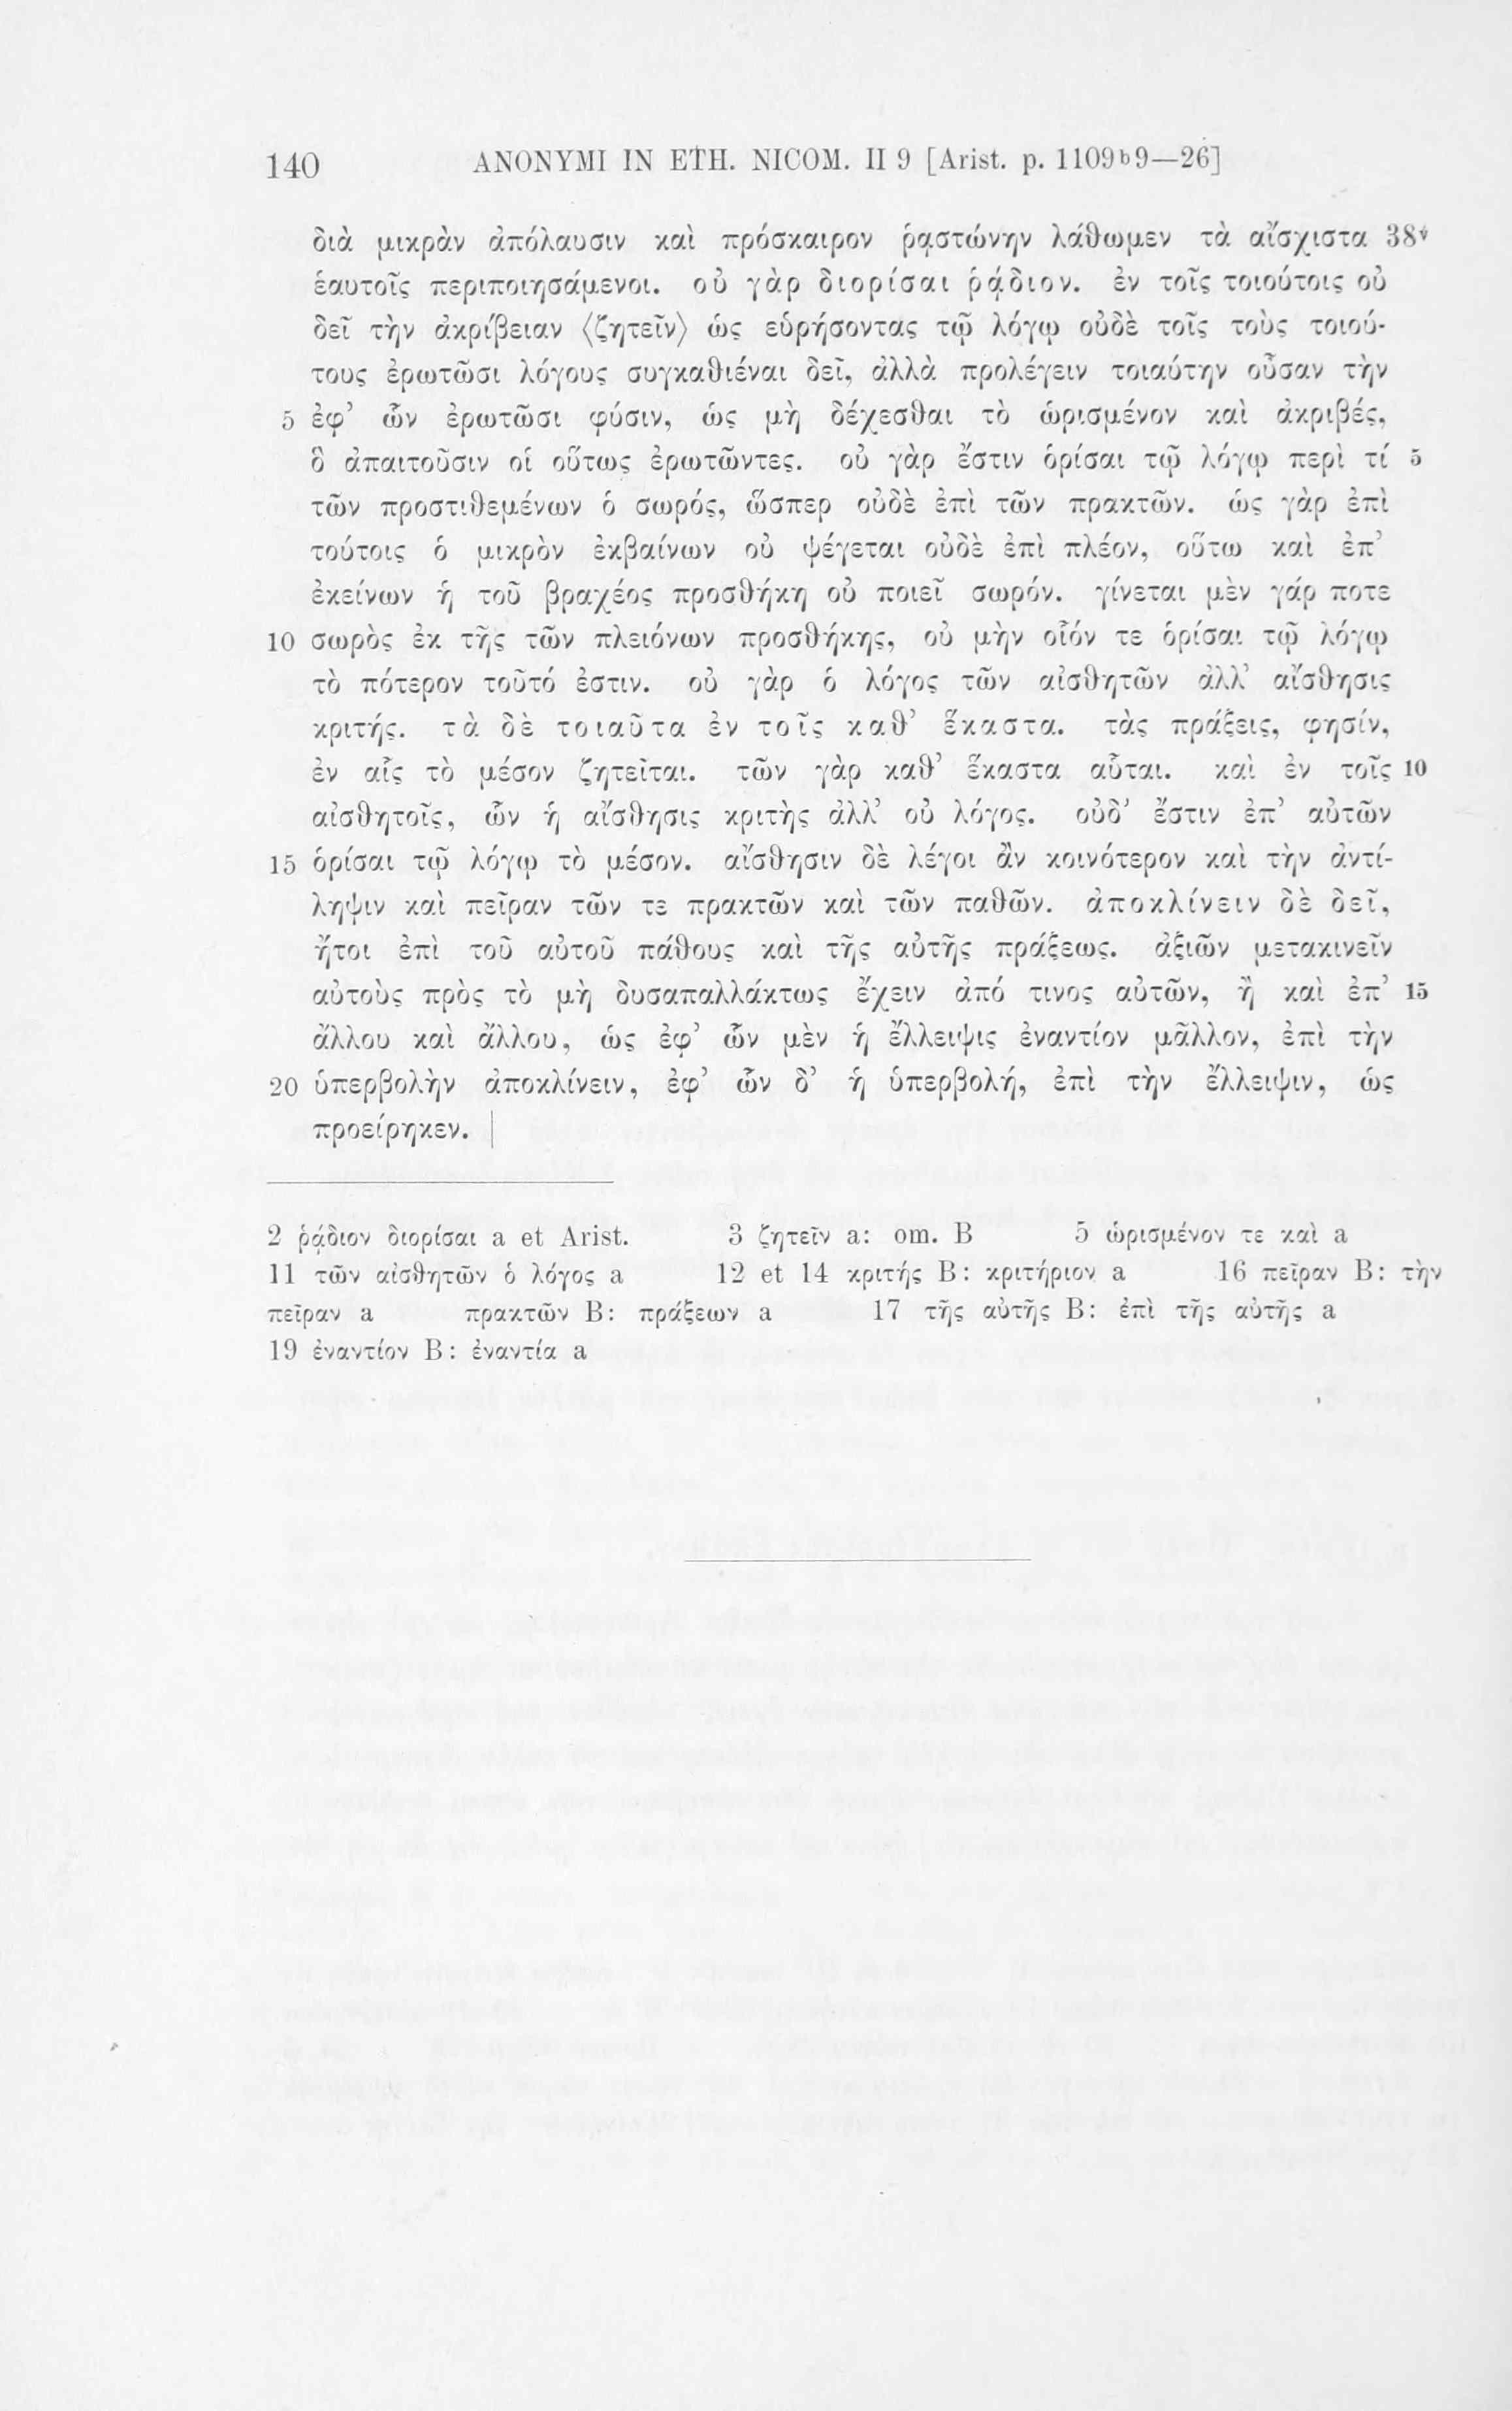 140 ANONYMI IN ETH. NICOM. II 9 [Arist. p. 1109b9—26]
διὰ μικρὰν ἀπόλαυσιν καὶ πρόσκαιρον ῥᾳστώνην λάθωμεν τὰ αἴσχιστα 38v
ἑαυτοῖς περιποιησάμενοι. οὐ γὰρ διορίσαι ῥᾴδιον. ἐν τοῖς τοιούτοις οὐ
δεῖ τὴν ἀκρίβειαν ⟨ζητεῖν⟩ ὡς εὑρήσοντας τῷ λόγῳ οὐδὲ τοῖς τοὺς τοιού-
τους ἐρωτῶσι λόγους συγκαθιέναι δεῖ, ἀλλὰ προλέγειν τοιαύτην οὖσαν τὴν
5 ἐφ’ ὧν ἐρωτῶσι φύσιν, ὡς μὴ δέχεσθαι τὸ ὡρισμένον καὶ ἀκριβές,
ὃ ἀπαιτοῦσιν οἱ οὕτως ἐρωτῶντες. οὐ γὰρ ἔστιν ὁρίσαι τῷ λόγῳ περὶ τί 5
τῶν προστιθεμένων ὁ σωρός, ὥσπερ οὐδὲ ἐπὶ τῶν πρακτῶν. ὡς γὰρ ἐπὶ
τούτοις ὁ μικρὸν ἐκβαίνων οὐ ψέγεται οὐδὲ ἐπὶ πλέον, οὕτω καὶ ἐπ’
ἐκείνων ἡ τοῦ βραχέος προσθήκη οὐ ποιεῖ σωρόν. γίνεται μὲν γάρ ποτε
10 σωρὸς ἐκ τῆς τῶν πλειόνων προσθήκης, οὐ μὴν οἷόν τε ὁρίσαι τῷ λόγῳ
τὸ πότερον τοῦτό ἐστιν. οὐ γὰρ ὁ λόγος τῶν αἰσθητῶν ἀλλ’ αἴσθησις
κριτής. τὰ δὲ τοιαῦτα ἐν τοῖς καθ’ ἕκαστα. τὰς πράξεις, φησίν,
ἐν αἷς τὸ μέσον ζητεῖται. τῶν γὰρ καθ’ ἕκαστα αὗται. καὶ ἐν τοῖς 10
αἰσθητοῖς, ὧν ἡ αἴσθησις κριτὴς ἀλλ’ οὐ λόγος. οὐδ’ ἔστιν ἐπ’ αὐτῶν
15 ὁρίσαι τῷ λόγῳ τὸ μέσον. αἴσθησιν δὲ λέγοι ἂν κοινότερον καὶ τὴν ἀντί-
ληψιν καὶ πεῖραν τῶν τε πρακτῶν καὶ τῶν παθῶν. ἀποκλίνειν δὲ δεῖ,
ἤτοι ἐπὶ τοῦ αὐτοῦ πάθους καὶ τῆς αὐτῆς πράξεως. ἀξιῶν μετακινεῖν
αὐτοὺς πρὸς τὸ μὴ δυσαπαλλάκτως ἔχειν ἀπό τινος αὐτῶν, ἢ καὶ ἐπ’ 15
ἄλλου καὶ ἄλλου, ὡς ἐφ’ ὧν μὲν ἡ ἔλλειψις ἐναντίον μᾶλλον, ἐπὶ τὴν
20 ὑπερβολὴν ἀποκλίνειν, ἐφ’ ὧν δ’ ἡ ὑπερβολή, ἐπὶ τὴν ἔλλειψιν, ὡς
προείρηκεν. |
2 ῥᾴδιον διορίσαι a et Arist. 3 ζητεῖν a: om. B 5 ὡρισμένον τε καὶ a
11 τῶν αἰσθητῶν ὁ λόγος a 12 et 14 κριτής B: κριτήριον a 16 πεῖραν B: τὴν
πεῖραν a πρακτῶν B: πράξεων a 17 τῆς αὐτῆς B: ἐπὶ τῆς αὐτῆς a
19 ἐναντίον B: ἐναντία a